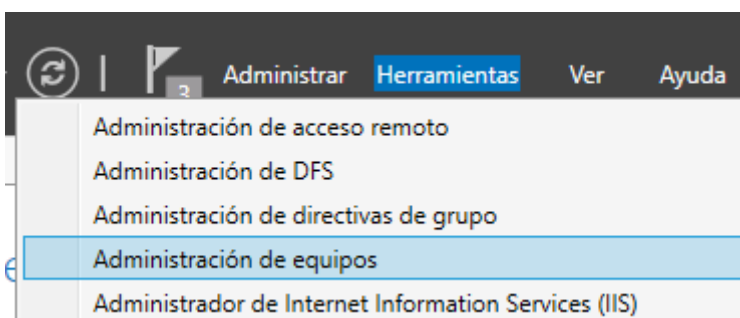 3 Administrar Herramientas Ver Ayuda
Administración de acceso remoto
Administración de DFS
Administración de directivas de grupo
Administración de equipos
Administrador de Internet Information Services (IIS)